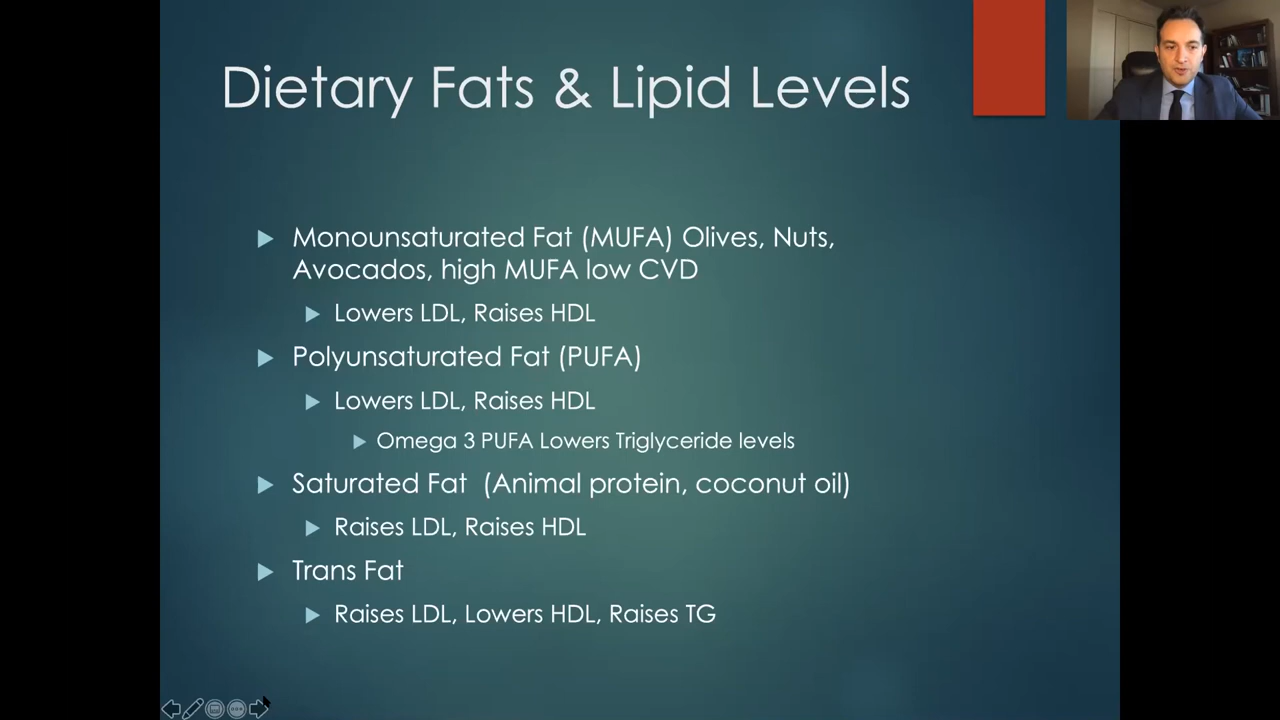 Dietary Fats & Lipid Levels
Monounsaturated Fat (MUFA) Olives, Nuts,
Avocados, high MUFA low CVD
Lowers LDL, Raises HDL
Polyunsaturated Fat (PUFA)
Lowers LDL, Raises HDL
Omega 3 PUFA Lowers Triglyceride levels
Saturated Fat (Animal protein, coconut oil)
Raises LDL, Raises HDL
Trans Fat
Raises LDL, Lowers HDL, Raises TG